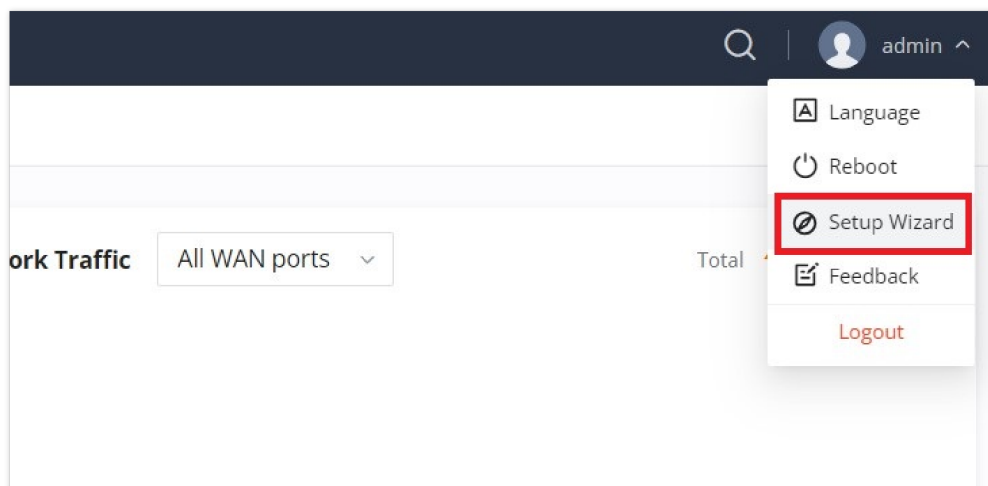 admin
Language
Reboot
Setup Wizard
ork Traffic All WAN ports Total
Feedback
Logout